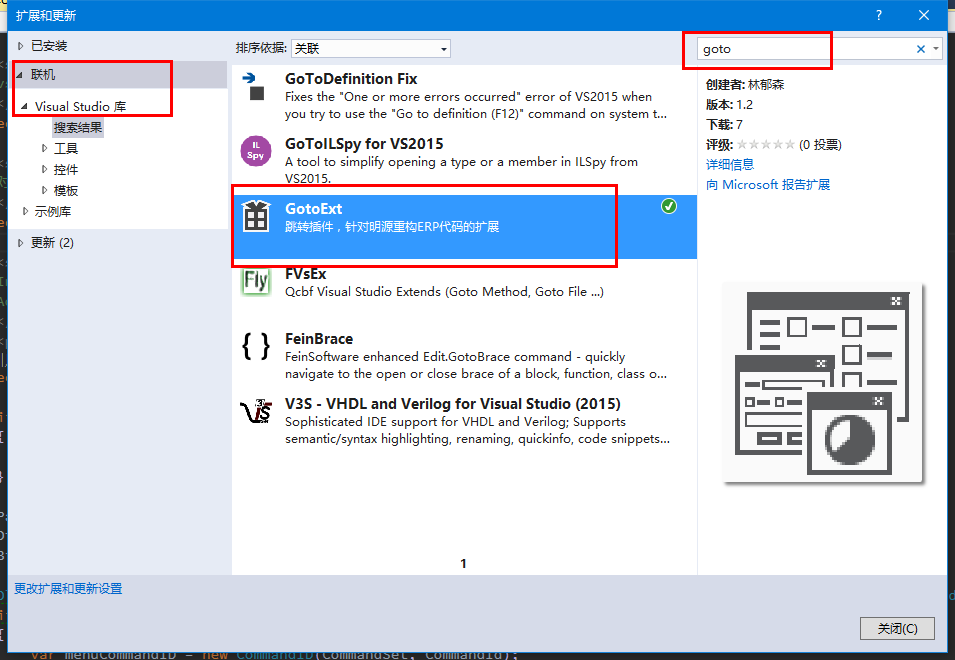 扩展和更新
?
已安装
联机
Visual Studio 库
搜索结果
工具
控件
模板
示例库
更新 (2)
排序依据: 关联
GoToDefinition Fix
Fixes the "One or more errors occurred" error of VS2015 when
you try to use the "Go to definition (F12)" command on system t...
IL
Spy
GoToILSpy for VS2015
A tool to simplify opening a type or a member in ILSpy from
VS2015.
GotoExt
跳转插件，针对明源重构ERP代码的扩展
Fly
FVsEx
Qcbf Visual Studio Extends (Goto Method, Goto File ...)
{ }
FeinBrace
FeinSoftware enhanced Edit.GotoBrace command - quickly
navigate to the open or close brace of a block, function, class o...
V3S - VHDL and Verilog for Visual Studio (2015)
Sophisticated IDE support for VHDL and Verilog; Supports
semantic/syntax highlighting, renaming, quickinfo, code snippets...
1
goto
创建者: 林郁森
版本: 1.2
下载: 7
评级: (0 投票)
详细信息
向 Microsoft 报告扩展
更改扩展和更新设置
关闭(C)
var menuCommandID = new CommandID(CommandSet, CommandId);